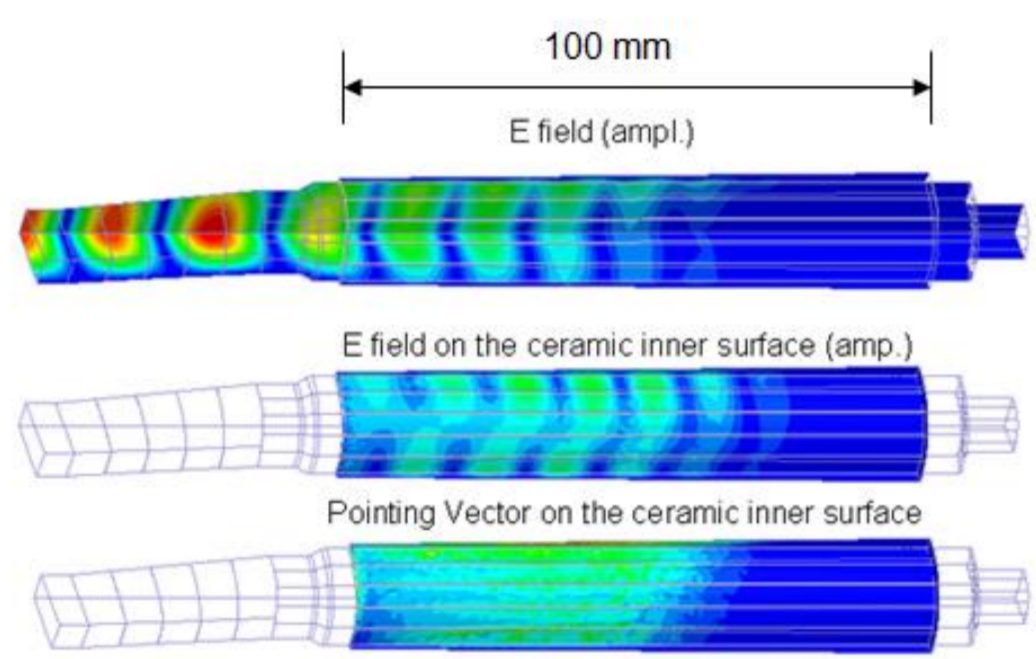 100 mm
E field (ampl.)
E field on the ceramic inner surface (amp.)
Pointing Vector on the ceramic inner surface